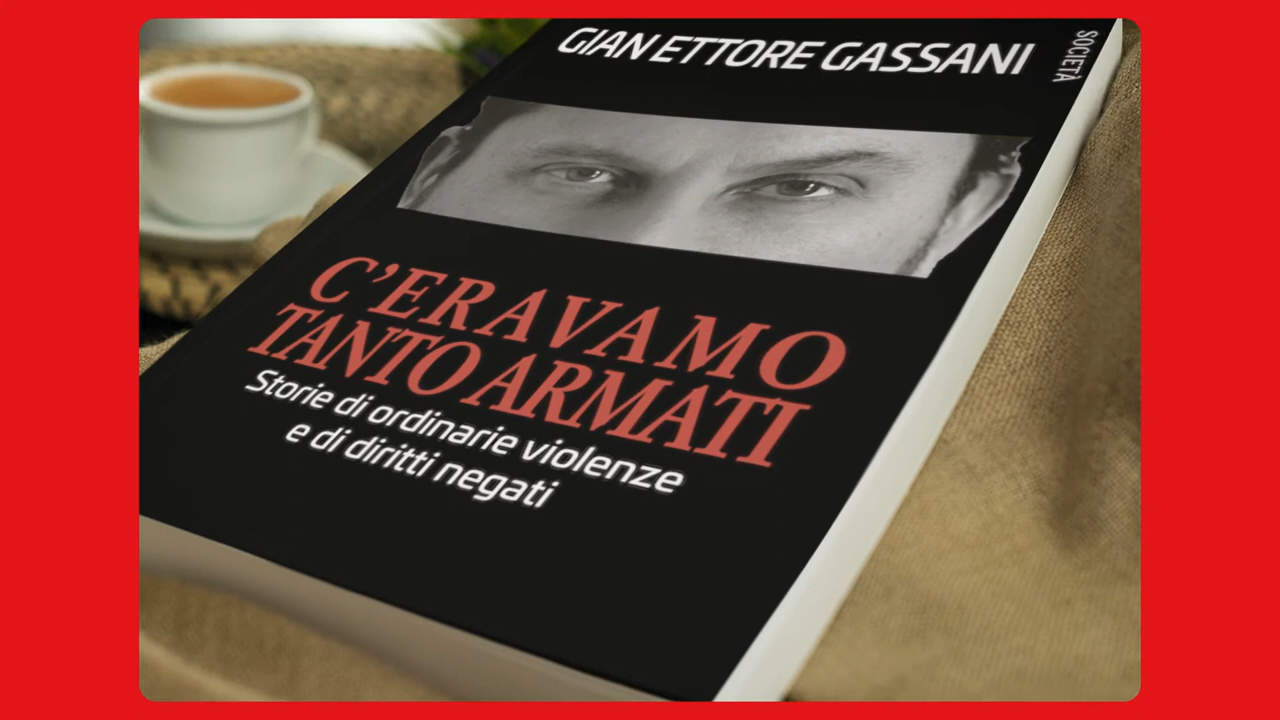 GIAN ETTORE GASSANI
SOCIETÀ
C'ERAVAMO
TANTO ARMATI
Storie di ordinarie violenze
e di diritti negati